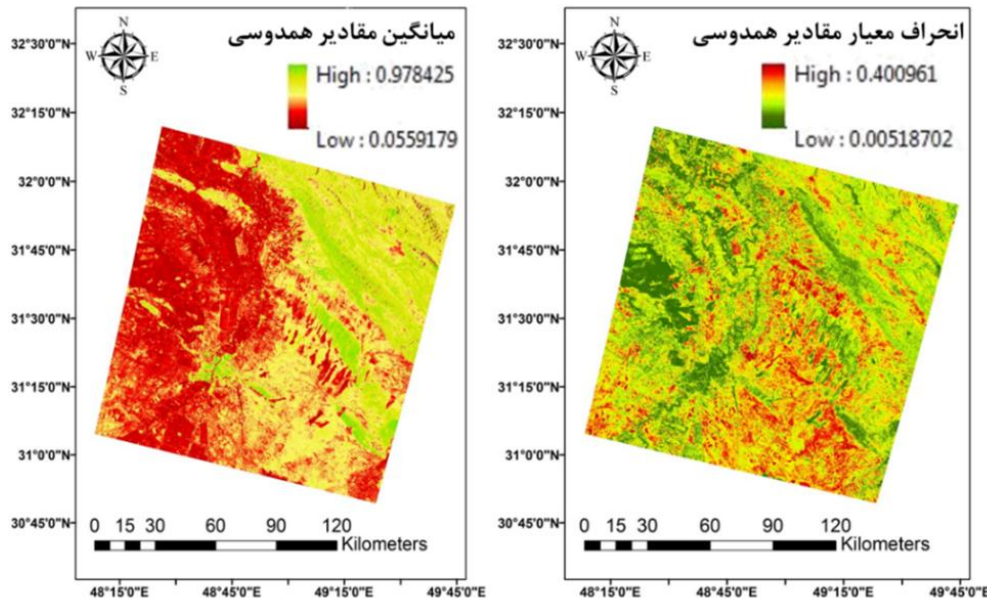 میانگین مقادیر همدوسی
N
W E
S
High : 0.978425
Low : 0.0559179
32°30'0"N
32°15'0"N
32°0'0"N
31°45'0"N
31°30'0"N
31°15'0"N
31°0'0"N
30°45'0"N
0 15 30 60 90 120
Kilometers
48°15'0"E 48°45'0"E 49°15'0"E 49°45'0"E
انحراف معیار مقادیر همدوسی
N
W E
S
High : 0.400961
Low : 0.00518702
32°30'0"N
32°15'0"N
32°0'0"N
31°45'0"N
31°30'0"N
31°15'0"N
31°0'0"N
30°45'0"N
0 15 30 60 90 120
Kilometers
48°15'0"E 48°45'0"E 49°15'0"E 49°45'0"E